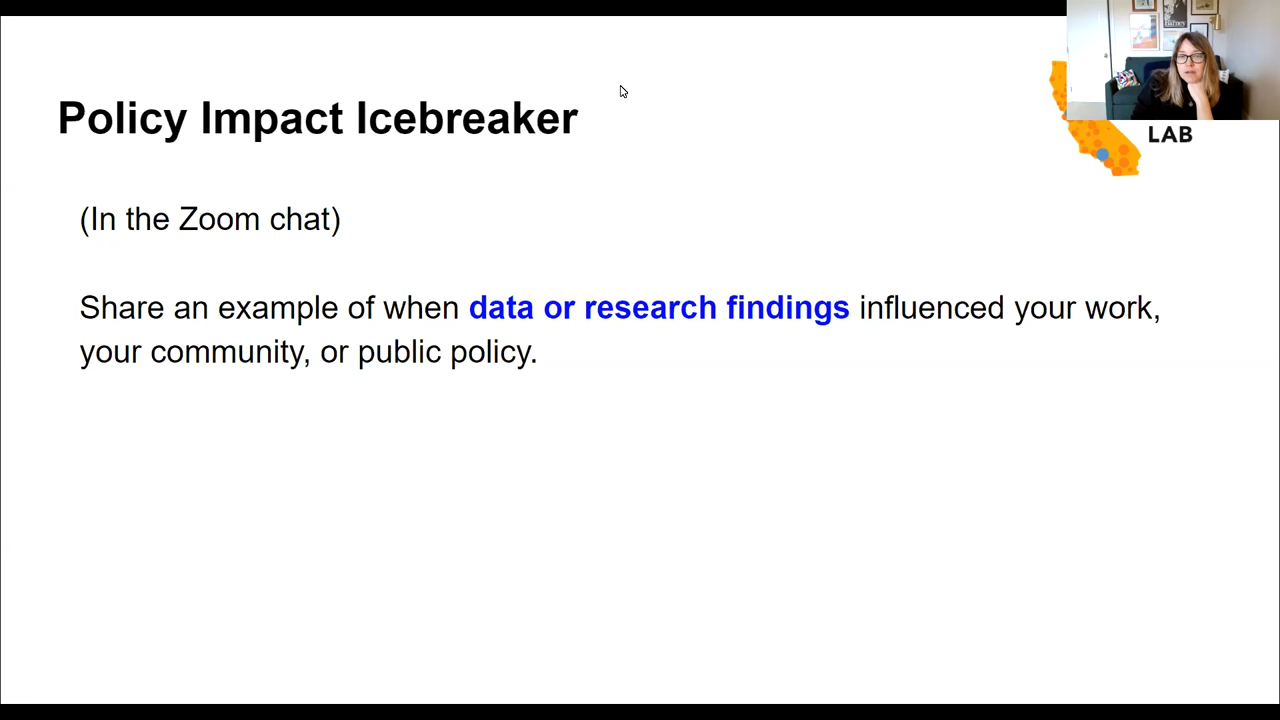 Policy Impact Icebreaker
LAB
(In the Zoom chat)
Share an example of when data or research findings influenced your work,
your community, or public policy.